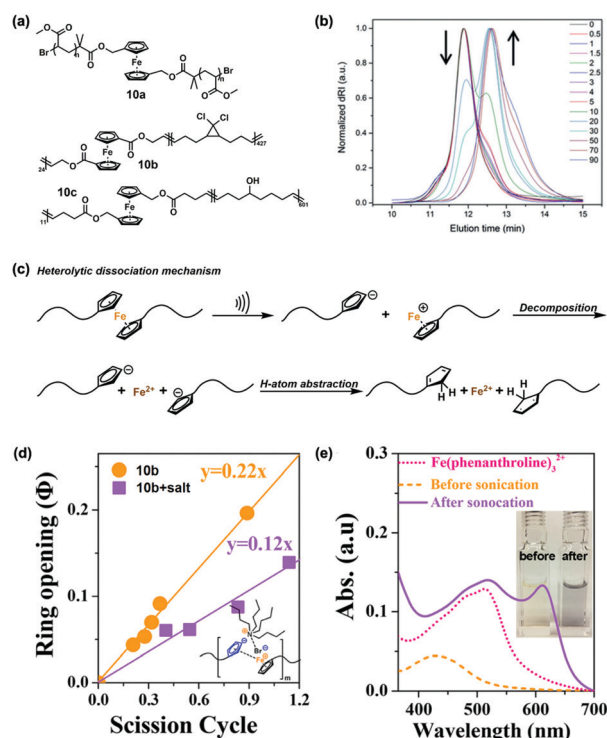 (a)
O
O
Br
n
O
O
Fe
O
O
Br
n
O
O
10a
Cl
Cl
O
O
427
Fe
O
O
24
10b
10c
O
O
OH
601
Fe
O
O
11
(b)
Normalized dRI (a.u.)
1.0
0.8
0.6
0.4
0.2
0.0
10
11
12
13
14
15
Elution time (min)
0
0.5
1
1.5
2
2.5
3
4
5
10
20
30
50
70
90
(c)
Heterolytic dissociation mechanism
Fe
+
Fe
Decomposition
+ Fe2+ +
H-atom abstraction
H
H
+ Fe2+ +
H
H
(d)
Ring opening (Φ)
0.3
0.2
0.1
0.0
0.0
0.3
0.6
0.9
1.2
Scission Cycle
10b
10b+salt
y=0.22x
y=0.12x
N
Br
Fe
m
(e)
Abs. (a.u)
0.3
0.2
0.1
0.0
400
500
600
700
Wavelength (nm)
Fe(phenanthroline)₃²⁺
Before sonication
After sonocation
before
after